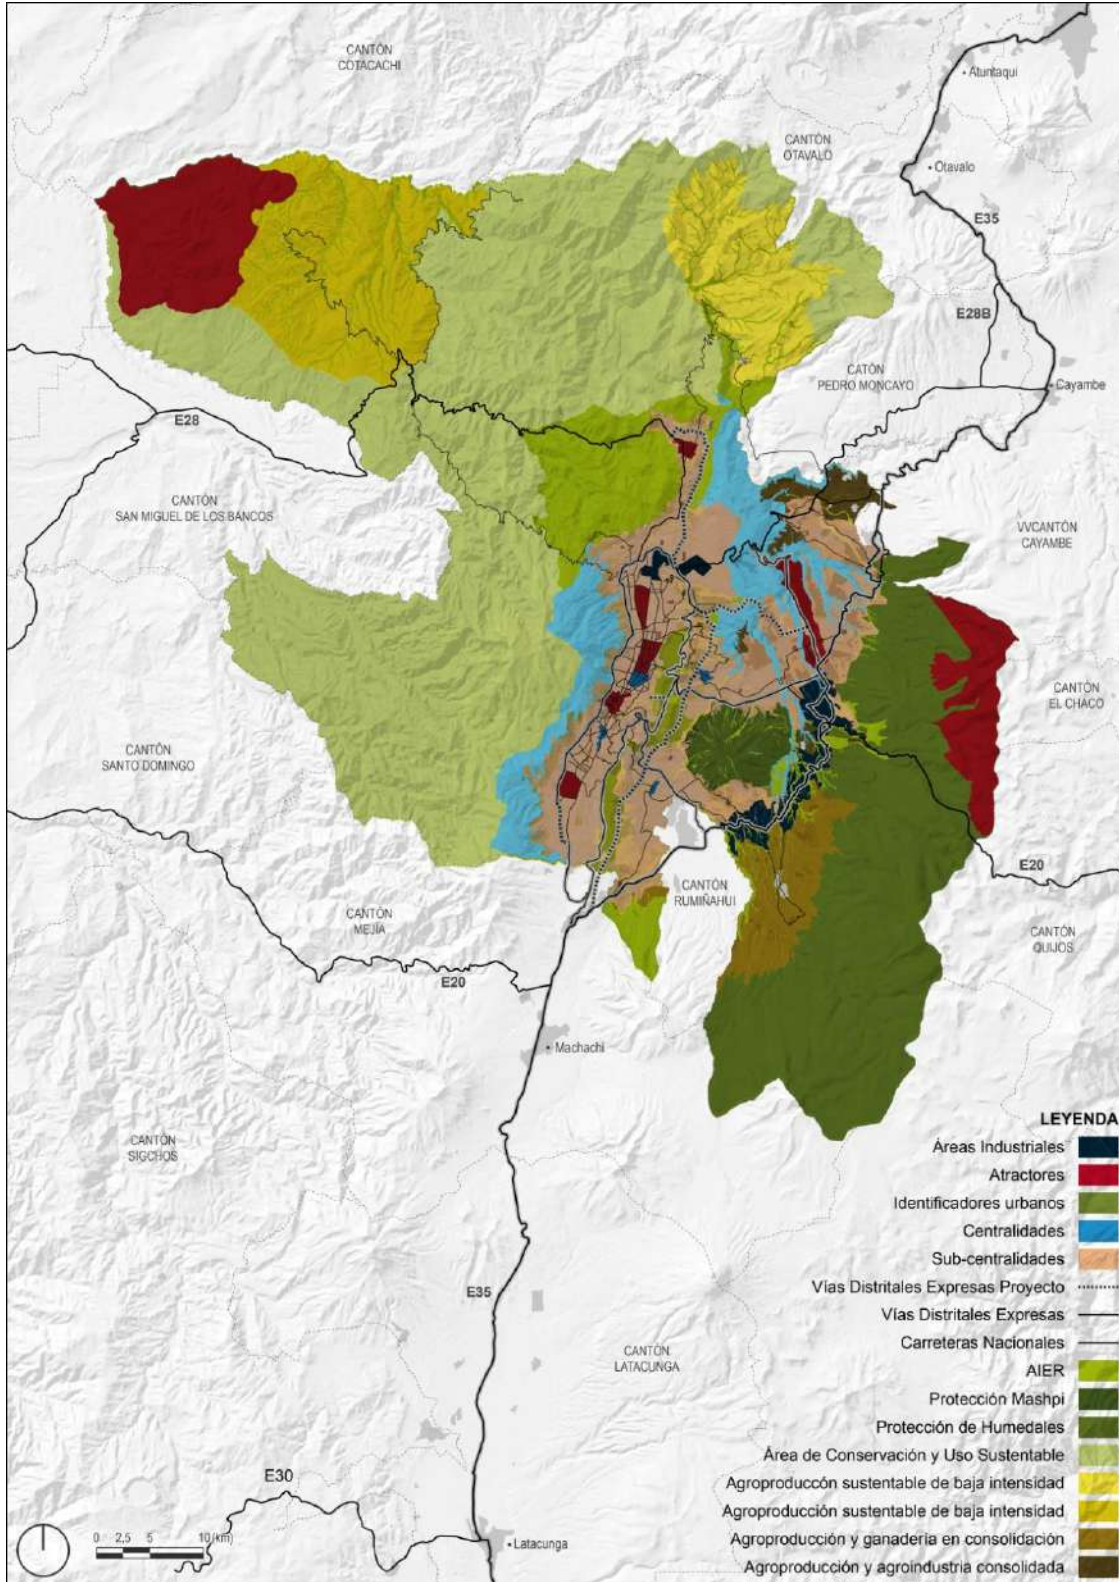 CANTÓN
COTACACHI
Atuntaqui
CANTÓN
OTAVALO
Otavalo
E35
E28B
CATÓN
PEDRO MONCAYO
Cayambe
E28
CANTÓN
SAN MIGUEL DE LOS BANCOS
VVCANTÓN
CAYAMBE
CANTÓN
EL CHACO
CANTÓN
SANTO DOMINGO
E20
CANTÓN
RUMIÑAHUI
CANTÓN
MEJÍA
CANTÓN
QUIJOS
E20
Machachi
CANTÓN
SIGCHOS
E35
CANTÓN
LATACUNGA
E30
Latacunga
0 2,5 5 10 (km)
LEYENDA
Áreas Industriales
Atractores
Identificadores urbanos
Centralidades
Sub-centralidades
Vías Distritales Expresas Proyecto
Vías Distritales Expresas
Carreteras Nacionales
AIER
Protección Mashpi
Protección de Humedales
Área de Conservación y Uso Sustentable
Agroproduccón sustentable de baja intensidad
Agroproducción sustentable de baja intensidad
Agroproducción y ganadería en consolidación
Agroproducción y agroindustria consolidada